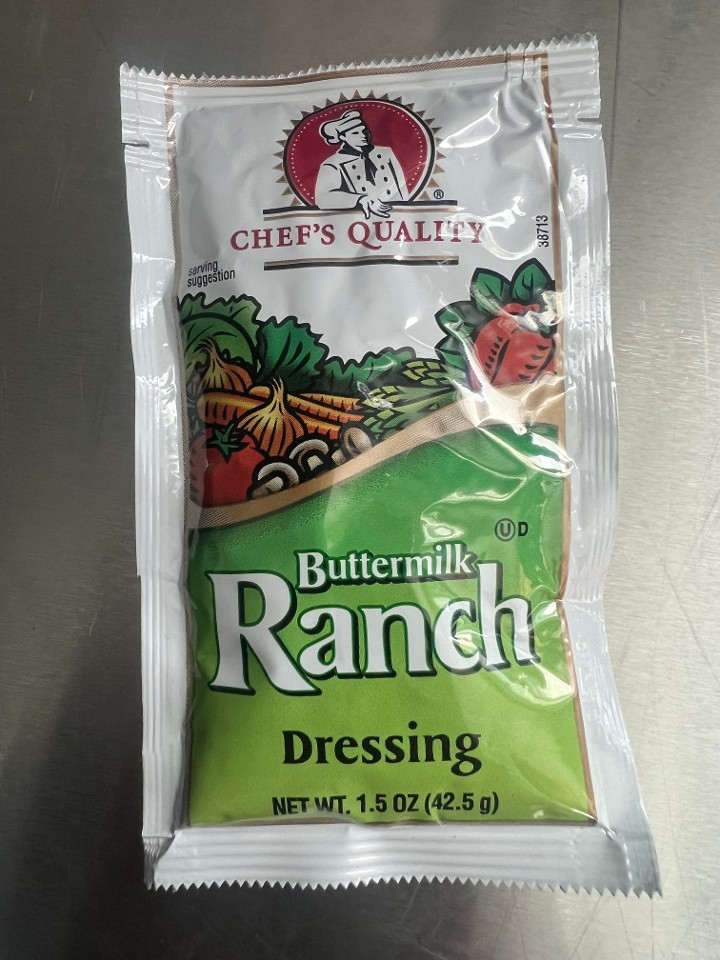 ®
CHEF'S QUALITY
38713
serving
suggestion
Ⓤ D
Buttermilk
Ranch
Dressing
NET WT. 1.5 OZ (42.5 g)